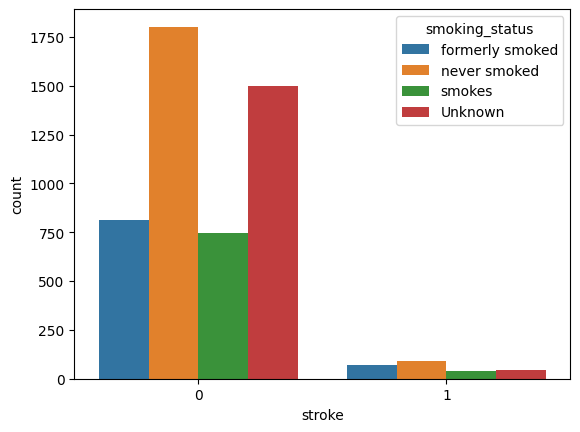 1750
1500
1250
1000
750
500
250
0
count
0
1
stroke
smoking_status
formerly smoked
never smoked
smokes
Unknown